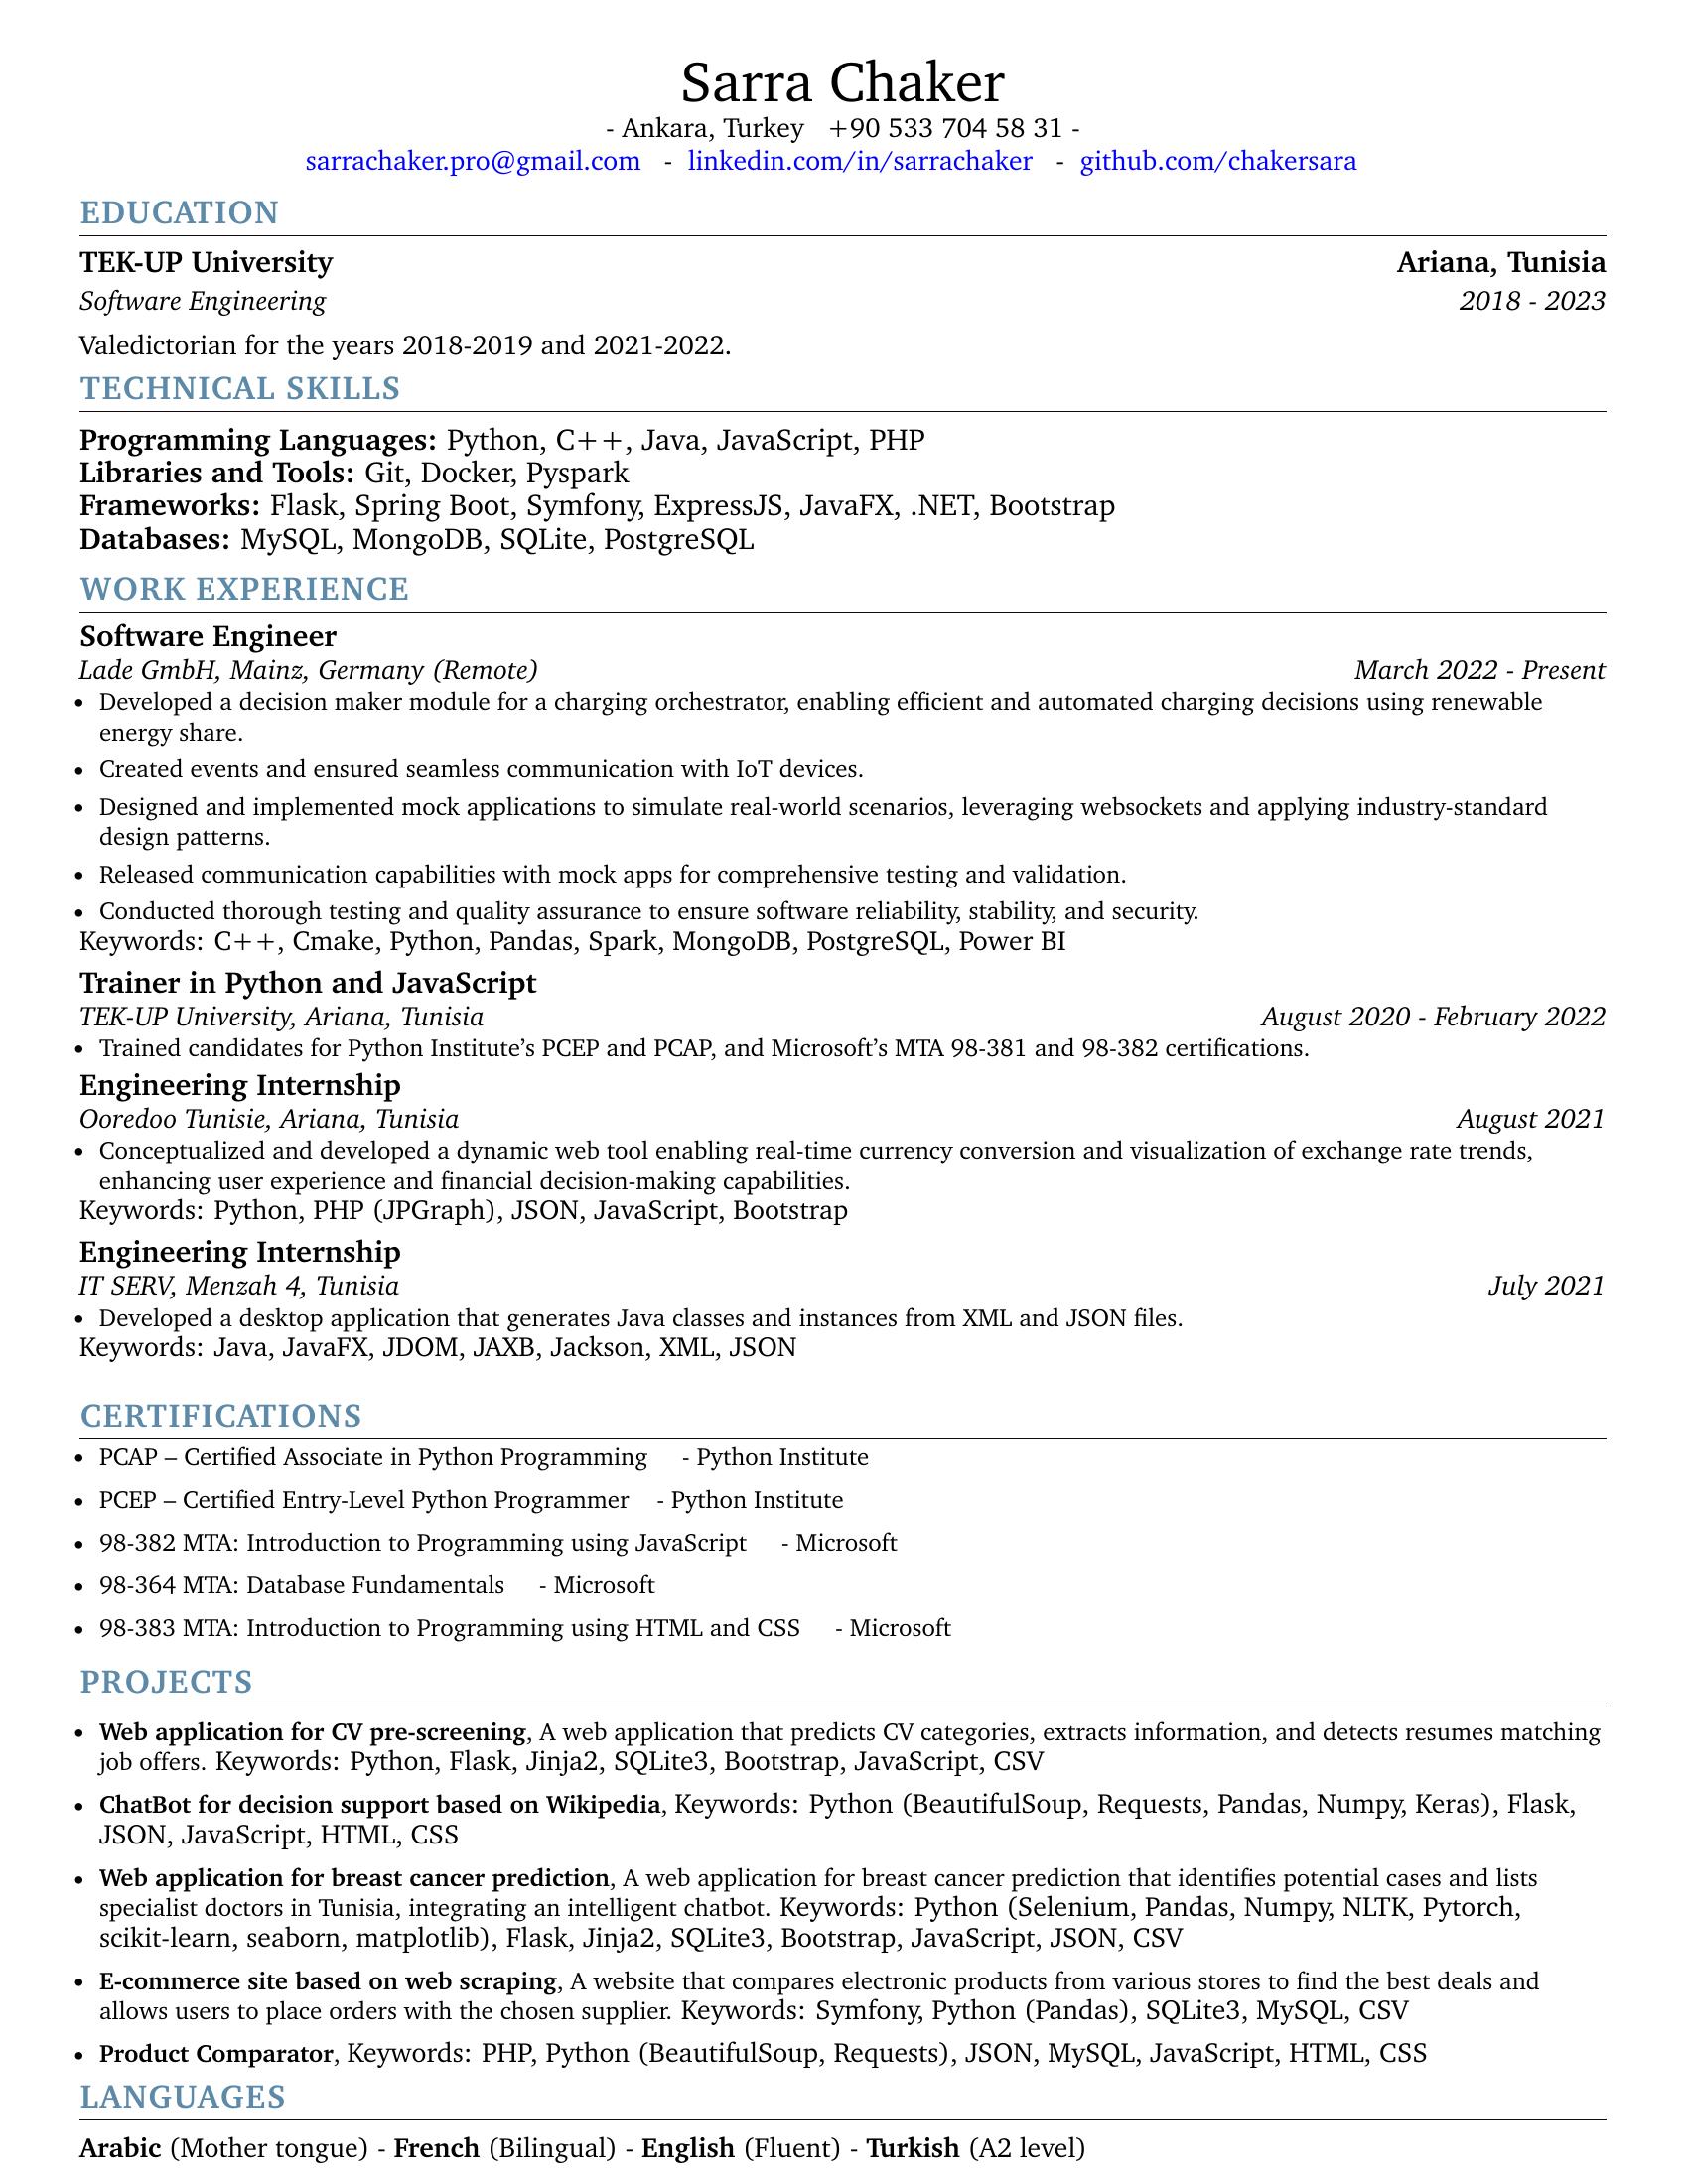 Sarra Chaker
- Ankara, Turkey +90 533 704 58 31 -
sarrachaker.pro@gmail.com - linkedin.com/in/sarrachaker - github.com/chakersara
EDUCATION
TEK-UP University Ariana, Tunisia
Software Engineering 2018 - 2023
Valedictorian for the years 2018-2019 and 2021-2022.
TECHNICAL SKILLS
Programming Languages: Python, C++, Java, JavaScript, PHP
Libraries and Tools: Git, Docker, Pyspark
Frameworks: Flask, Spring Boot, Symfony, ExpressJS, JavaFX, .NET, Bootstrap
Databases: MySQL, MongoDB, SQLite, PostgreSQL
WORK EXPERIENCE
Software Engineer
Lade GmbH, Mainz, Germany (Remote) March 2022 - Present
• Developed a decision maker module for a charging orchestrator, enabling efficient and automated charging decisions using renewable
energy share.
• Created events and ensured seamless communication with IoT devices.
• Designed and implemented mock applications to simulate real-world scenarios, leveraging websockets and applying industry-standard
design patterns.
• Released communication capabilities with mock apps for comprehensive testing and validation.
• Conducted thorough testing and quality assurance to ensure software reliability, stability, and security.
Keywords: C++, Cmake, Python, Pandas, Spark, MongoDB, PostgreSQL, Power BI
Trainer in Python and JavaScript
TEK-UP University, Ariana, Tunisia August 2020 - February 2022
• Trained candidates for Python Institute's PCEP and PCAP, and Microsoft's MTA 98-381 and 98-382 certifications.
Engineering Internship
Ooredoo Tunisie, Ariana, Tunisia August 2021
• Conceptualized and developed a dynamic web tool enabling real-time currency conversion and visualization of exchange rate trends,
enhancing user experience and financial decision-making capabilities.
Keywords: Python, PHP (JPGraph), JSON, JavaScript, Bootstrap
Engineering Internship
IT SERV, Menzah 4, Tunisia July 2021
• Developed a desktop application that generates Java classes and instances from XML and JSON files.
Keywords: Java, JavaFX, JDOM, JAXB, Jackson, XML, JSON
CERTIFICATIONS
• PCAP – Certified Associate in Python Programming - Python Institute
• PCEP – Certified Entry-Level Python Programmer - Python Institute
• 98-382 MTA: Introduction to Programming using JavaScript - Microsoft
• 98-364 MTA: Database Fundamentals - Microsoft
• 98-383 MTA: Introduction to Programming using HTML and CSS - Microsoft
PROJECTS
• Web application for CV pre-screening, A web application that predicts CV categories, extracts information, and detects resumes matching
job offers. Keywords: Python, Flask, Jinja2, SQLite3, Bootstrap, JavaScript, CSV
• ChatBot for decision support based on Wikipedia, Keywords: Python (BeautifulSoup, Requests, Pandas, Numpy, Keras), Flask,
JSON, JavaScript, HTML, CSS
• Web application for breast cancer prediction, A web application for breast cancer prediction that identifies potential cases and lists
specialist doctors in Tunisia, integrating an intelligent chatbot. Keywords: Python (Selenium, Pandas, Numpy, NLTK, Pytorch,
scikit-learn, seaborn, matplotlib), Flask, Jinja2, SQLite3, Bootstrap, JavaScript, JSON, CSV
• E-commerce site based on web scraping, A website that compares electronic products from various stores to find the best deals and
allows users to place orders with the chosen supplier. Keywords: Symfony, Python (Pandas), SQLite3, MySQL, CSV
• Product Comparator, Keywords: PHP, Python (BeautifulSoup, Requests), JSON, MySQL, JavaScript, HTML, CSS
LANGUAGES
Arabic (Mother tongue) - French (Bilingual) - English (Fluent) - Turkish (A2 level)